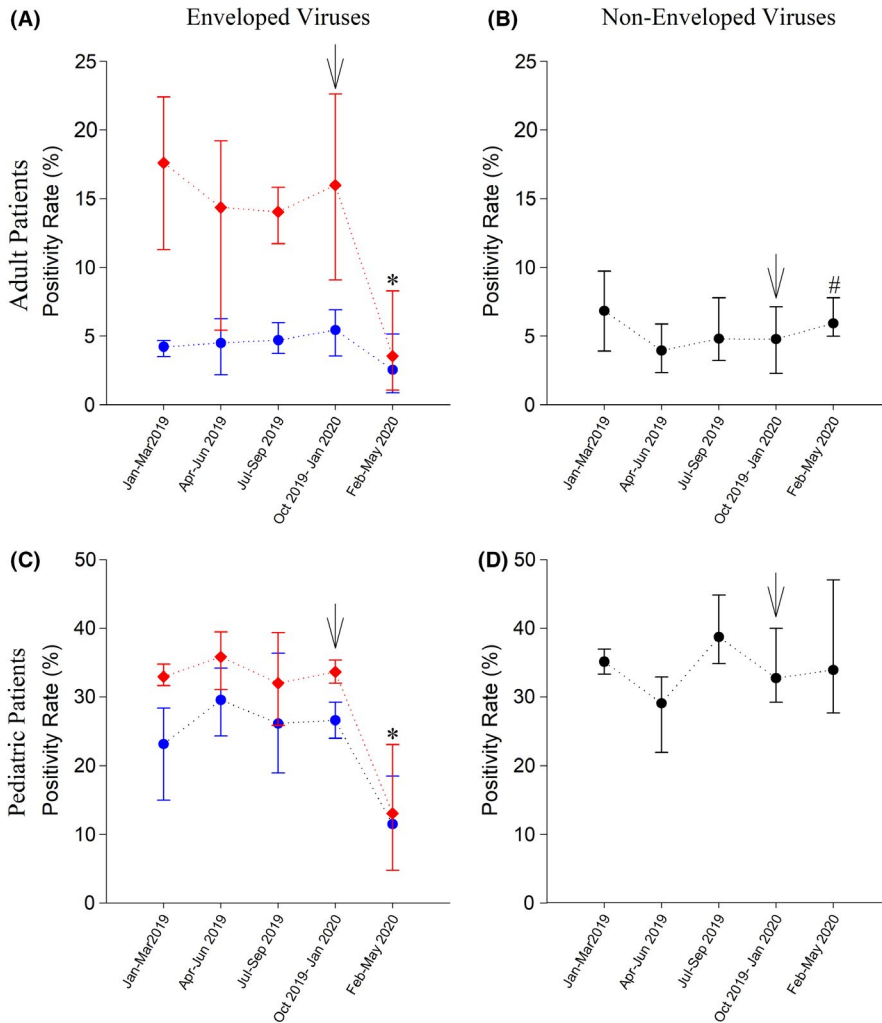 Enveloped Viruses
Non-Enveloped Viruses
(A)
Adult Patients
Positivity Rate (%)
25
20
15
10
5
0
*
Jan-Mar2019
Apr-Jun 2019
Jul-Sep 2019
Oct 2019- Jan 2020
Feb-May 2020
(B)
Positivity Rate (%)
25
20
15
10
5
0
#
Jan-Mar2019
Apr-Jun 2019
Jul-Sep 2019
Oct 2019- Jan 2020
Feb-May 2020
(C)
Pediatric Patients
Positivity Rate (%)
50
40
30
20
10
0
*
Jan-Mar2019
Apr-Jun 2019
Jul-Sep 2019
Oct 2019- Jan 2020
Feb-May 2020
(D)
Positivity Rate (%)
50
40
30
20
10
0
Jan-Mar2019
Apr-Jun 2019
Jul-Sep 2019
Oct 2019- Jan 2020
Feb-May 2020